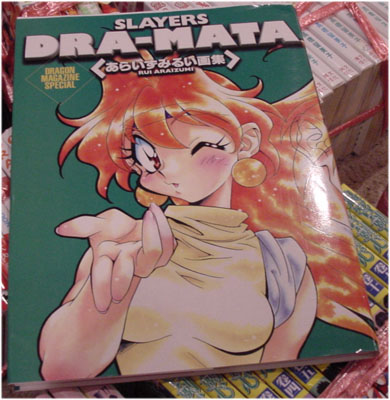 SLAYERS
DRA-MATA
<あらいずみるい画集>
RUI ARAIZUMI
DRAGON
MAGAZINE
SPECIAL